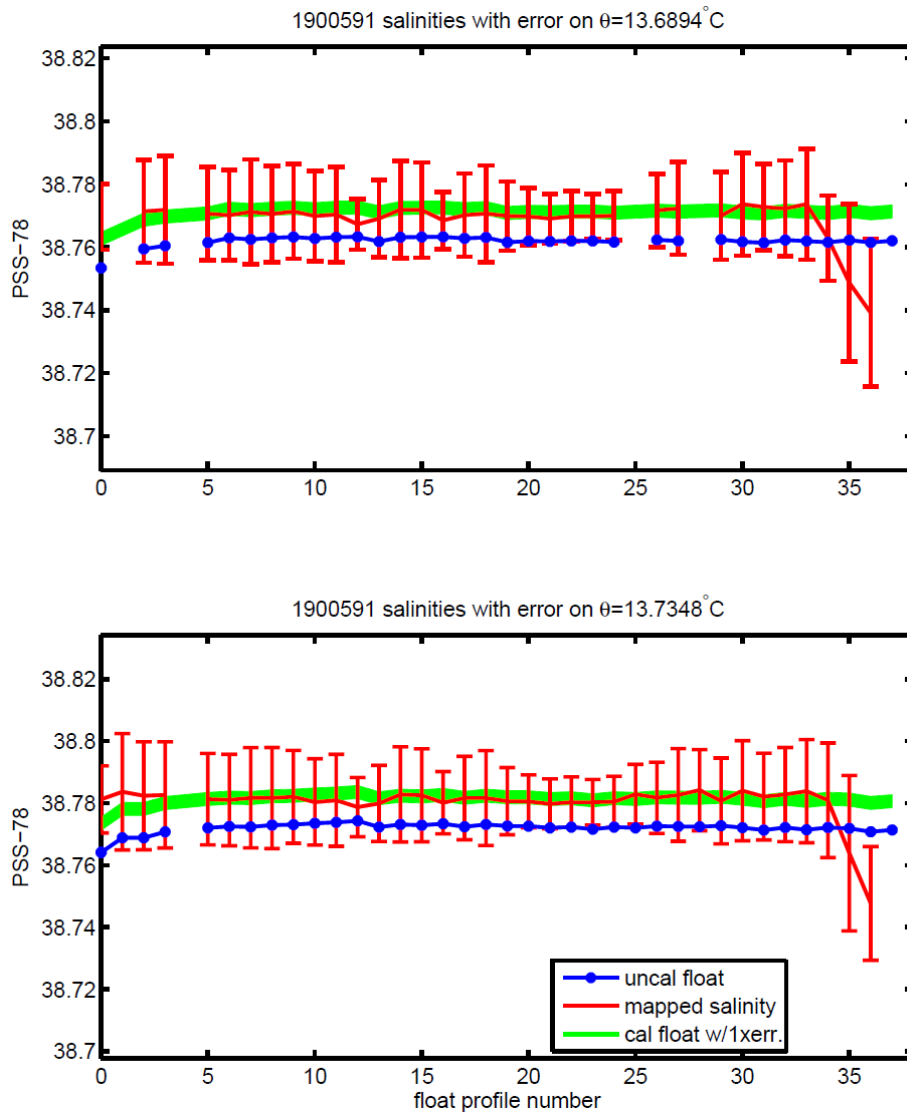 1900591 salinities with error on θ=13.6894°C
38.82
38.8
38.78
38.76
38.74
38.72
38.7
PSS−78
0 5 10 15 20 25 30 35
1900591 salinities with error on θ=13.7348°C
38.82
38.8
38.78
38.76
38.74
38.72
38.7
PSS−78
uncal float
mapped salinity
cal float w/1xerr.
0 5 10 15 20 25 30 35
float profile number